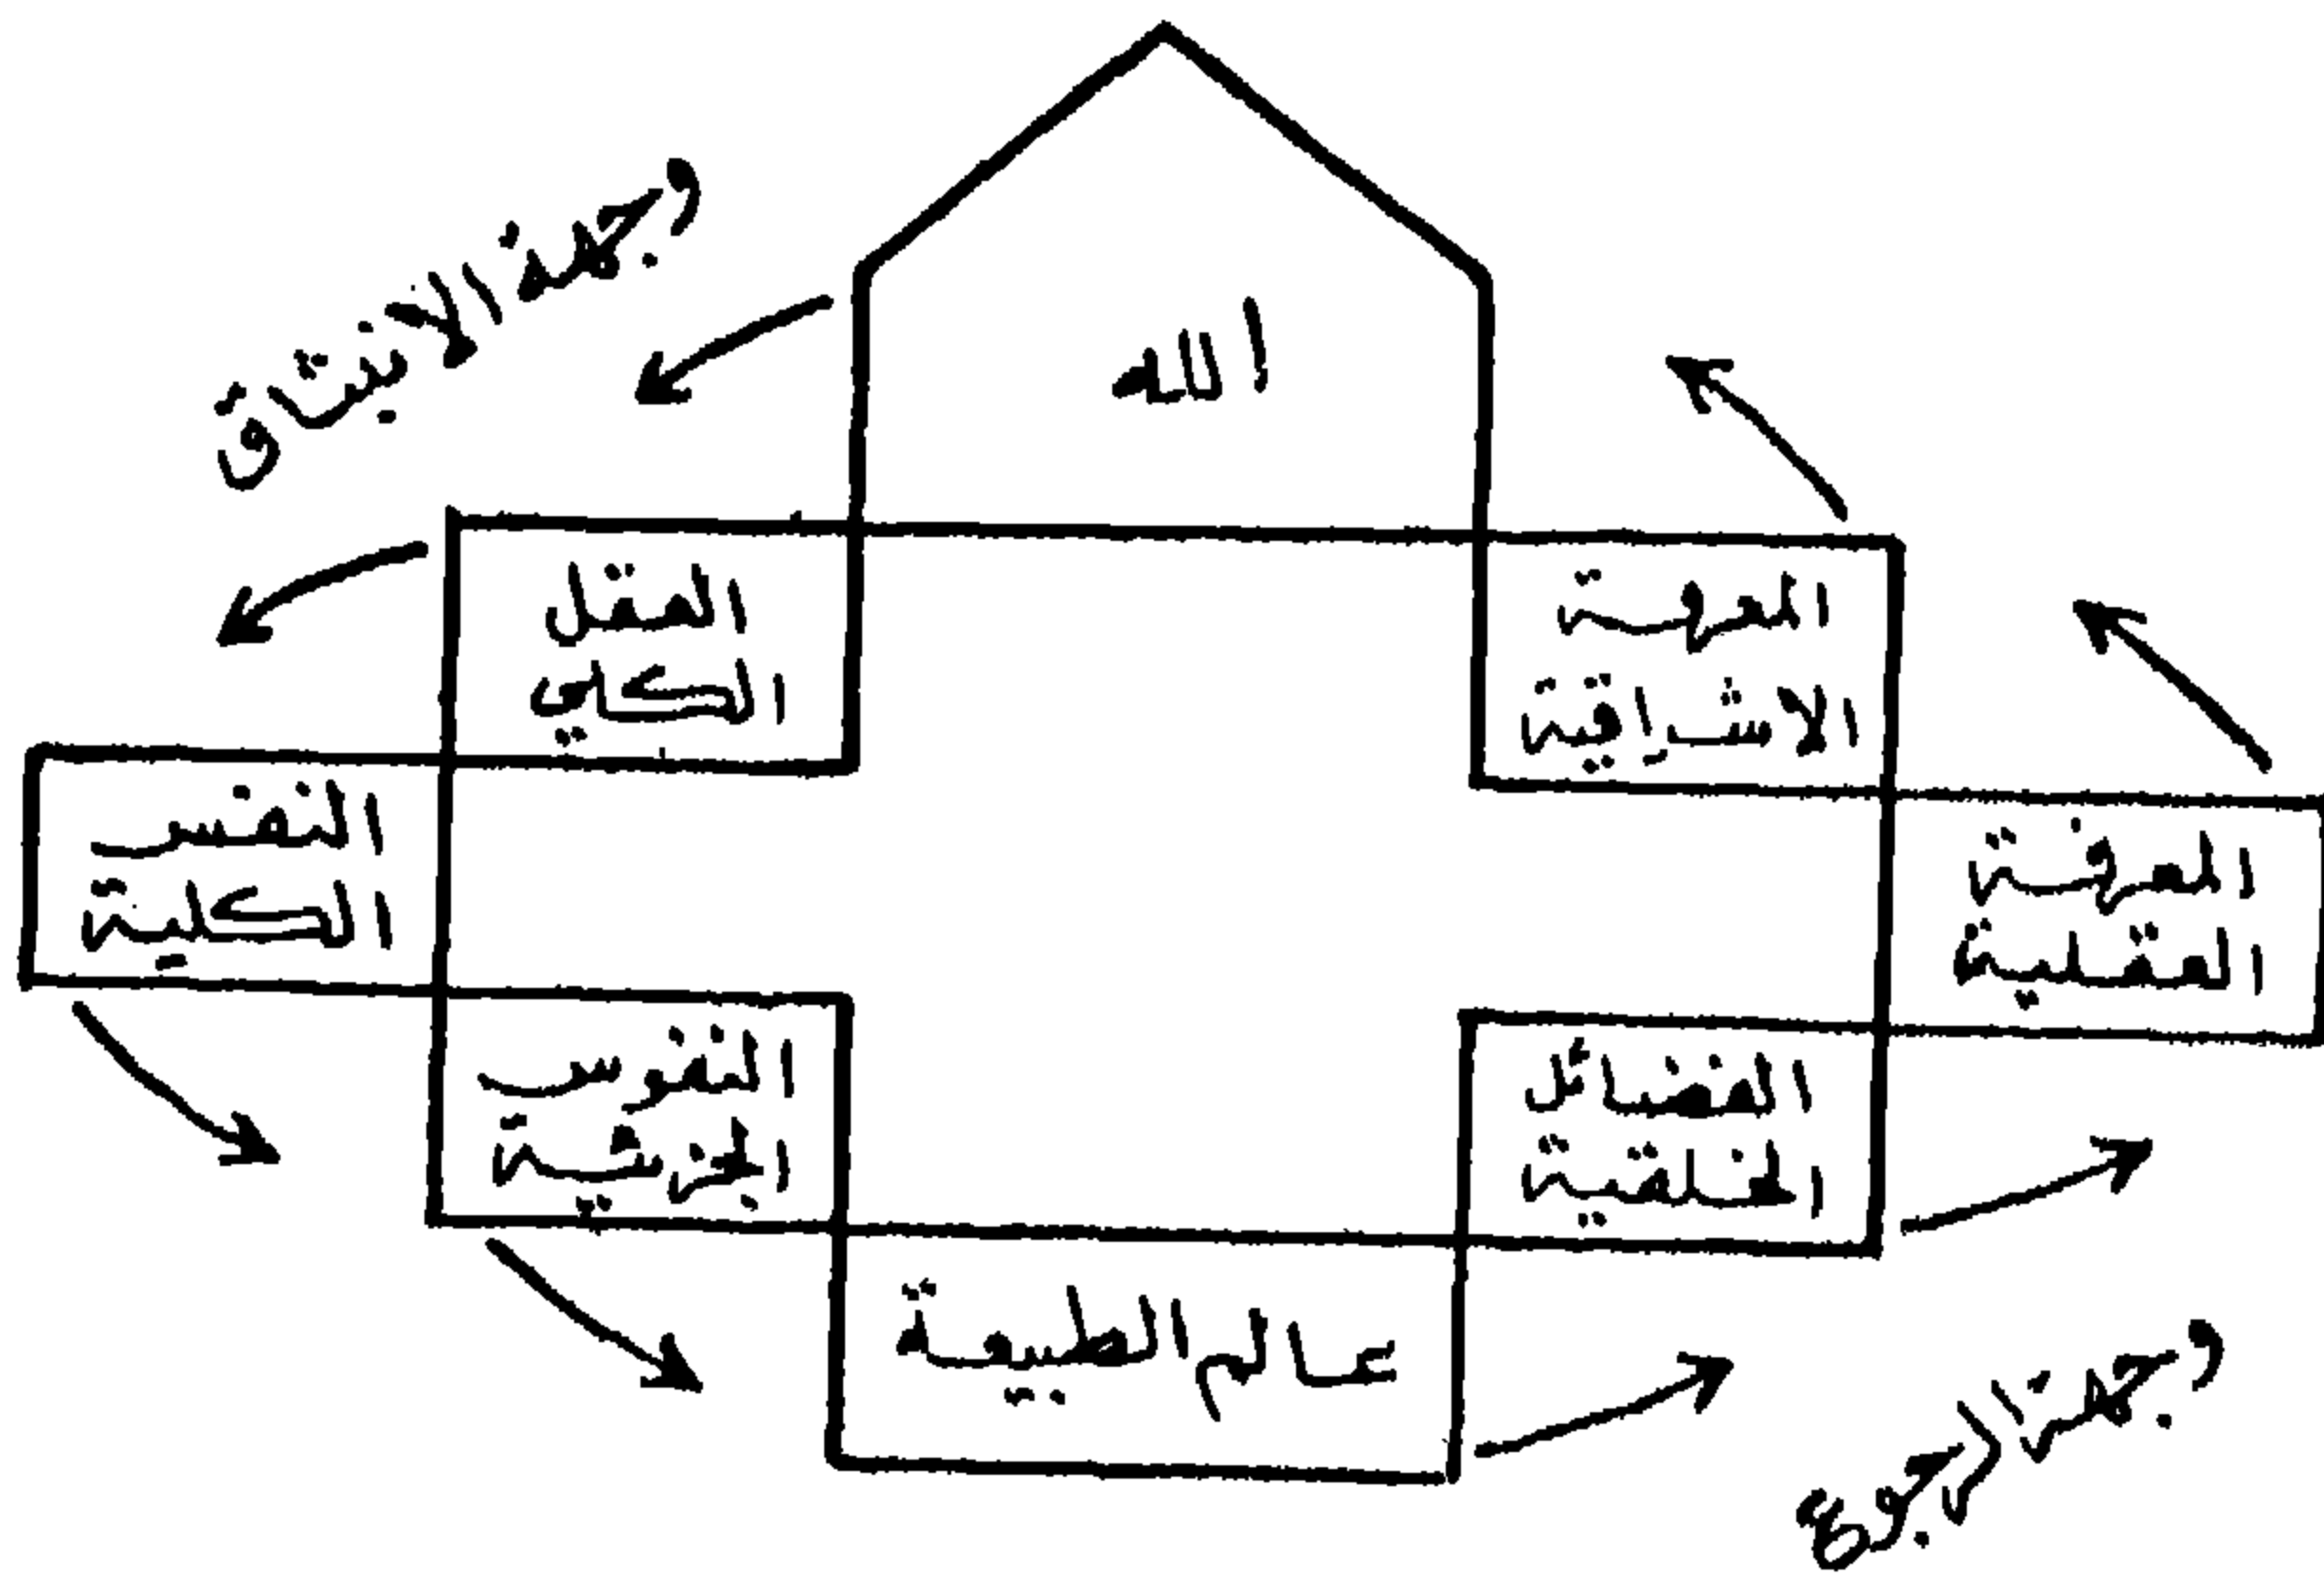 وجهة الانبثاق
الله
المعرفة
الاشراقية
العقل
الكلي
المعرفة
العقلية
النفس
الكلية
الفضائل
الخلقية
النفوس
الجزئية
عالم الطبيعة
وجهة الرجوع